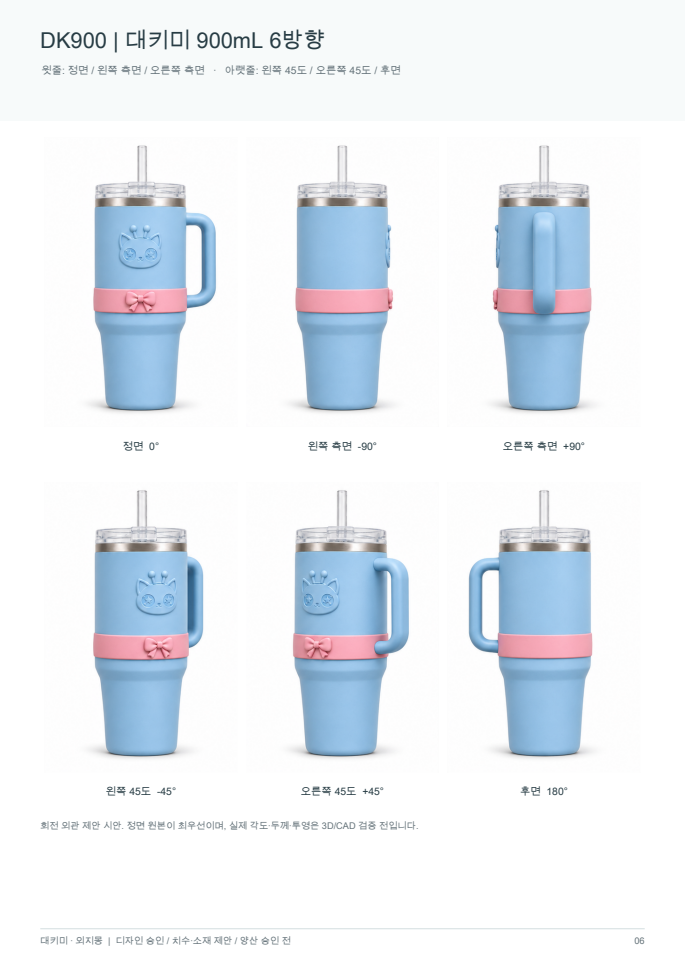 DK900 | 대키미 900mL 6방향
윗줄: 정면 / 왼쪽 측면 / 오른쪽 측면 · 아랫줄: 왼쪽 45도 / 오른쪽 45도 / 후면
정면 0°
왼쪽 측면 -90°
오른쪽 측면 +90°
왼쪽 45도 -45°
오른쪽 45도 +45°
후면 180°
회전 외관 제안 시안. 정면 원본이 최우선이며, 실제 각도·두께·투영은 3D/CAD 검증 전입니다.
대키미 · 외지몽 | 디자인 승인 / 치수·소재 제안 / 양산 승인 전
06